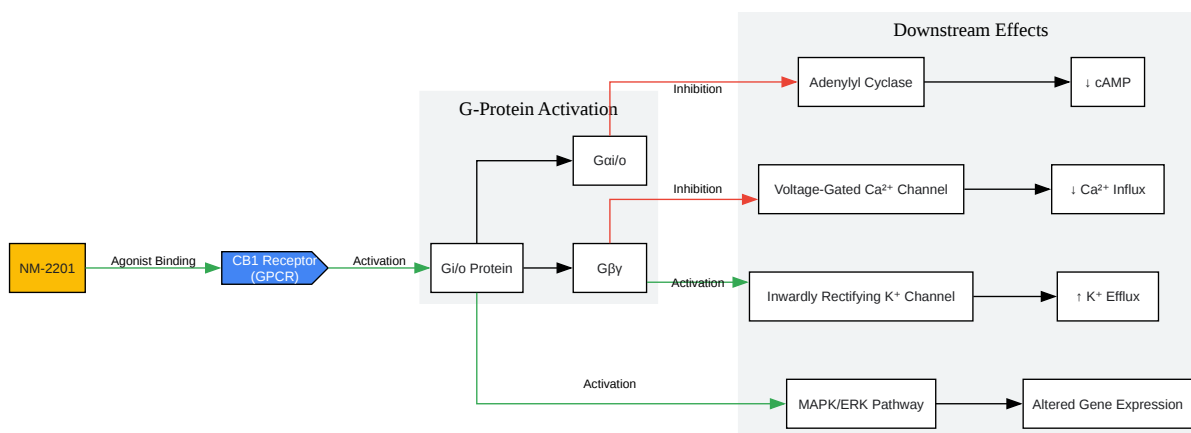 Downstream Effects
Adenylyl Cyclase
↓ cAMP
Inhibition
G-Protein Activation
Gαi/o
Voltage-Gated Ca²⁺ Channel
↓ Ca²⁺ Influx
Inhibition
NM-2201
Agonist Binding
CB1 Receptor
(GPCR)
Activation
Gi/o Protein
Gβγ
Activation
Inwardly Rectifying K⁺ Channel
↑ K⁺ Efflux
Activation
MAPK/ERK Pathway
Altered Gene Expression